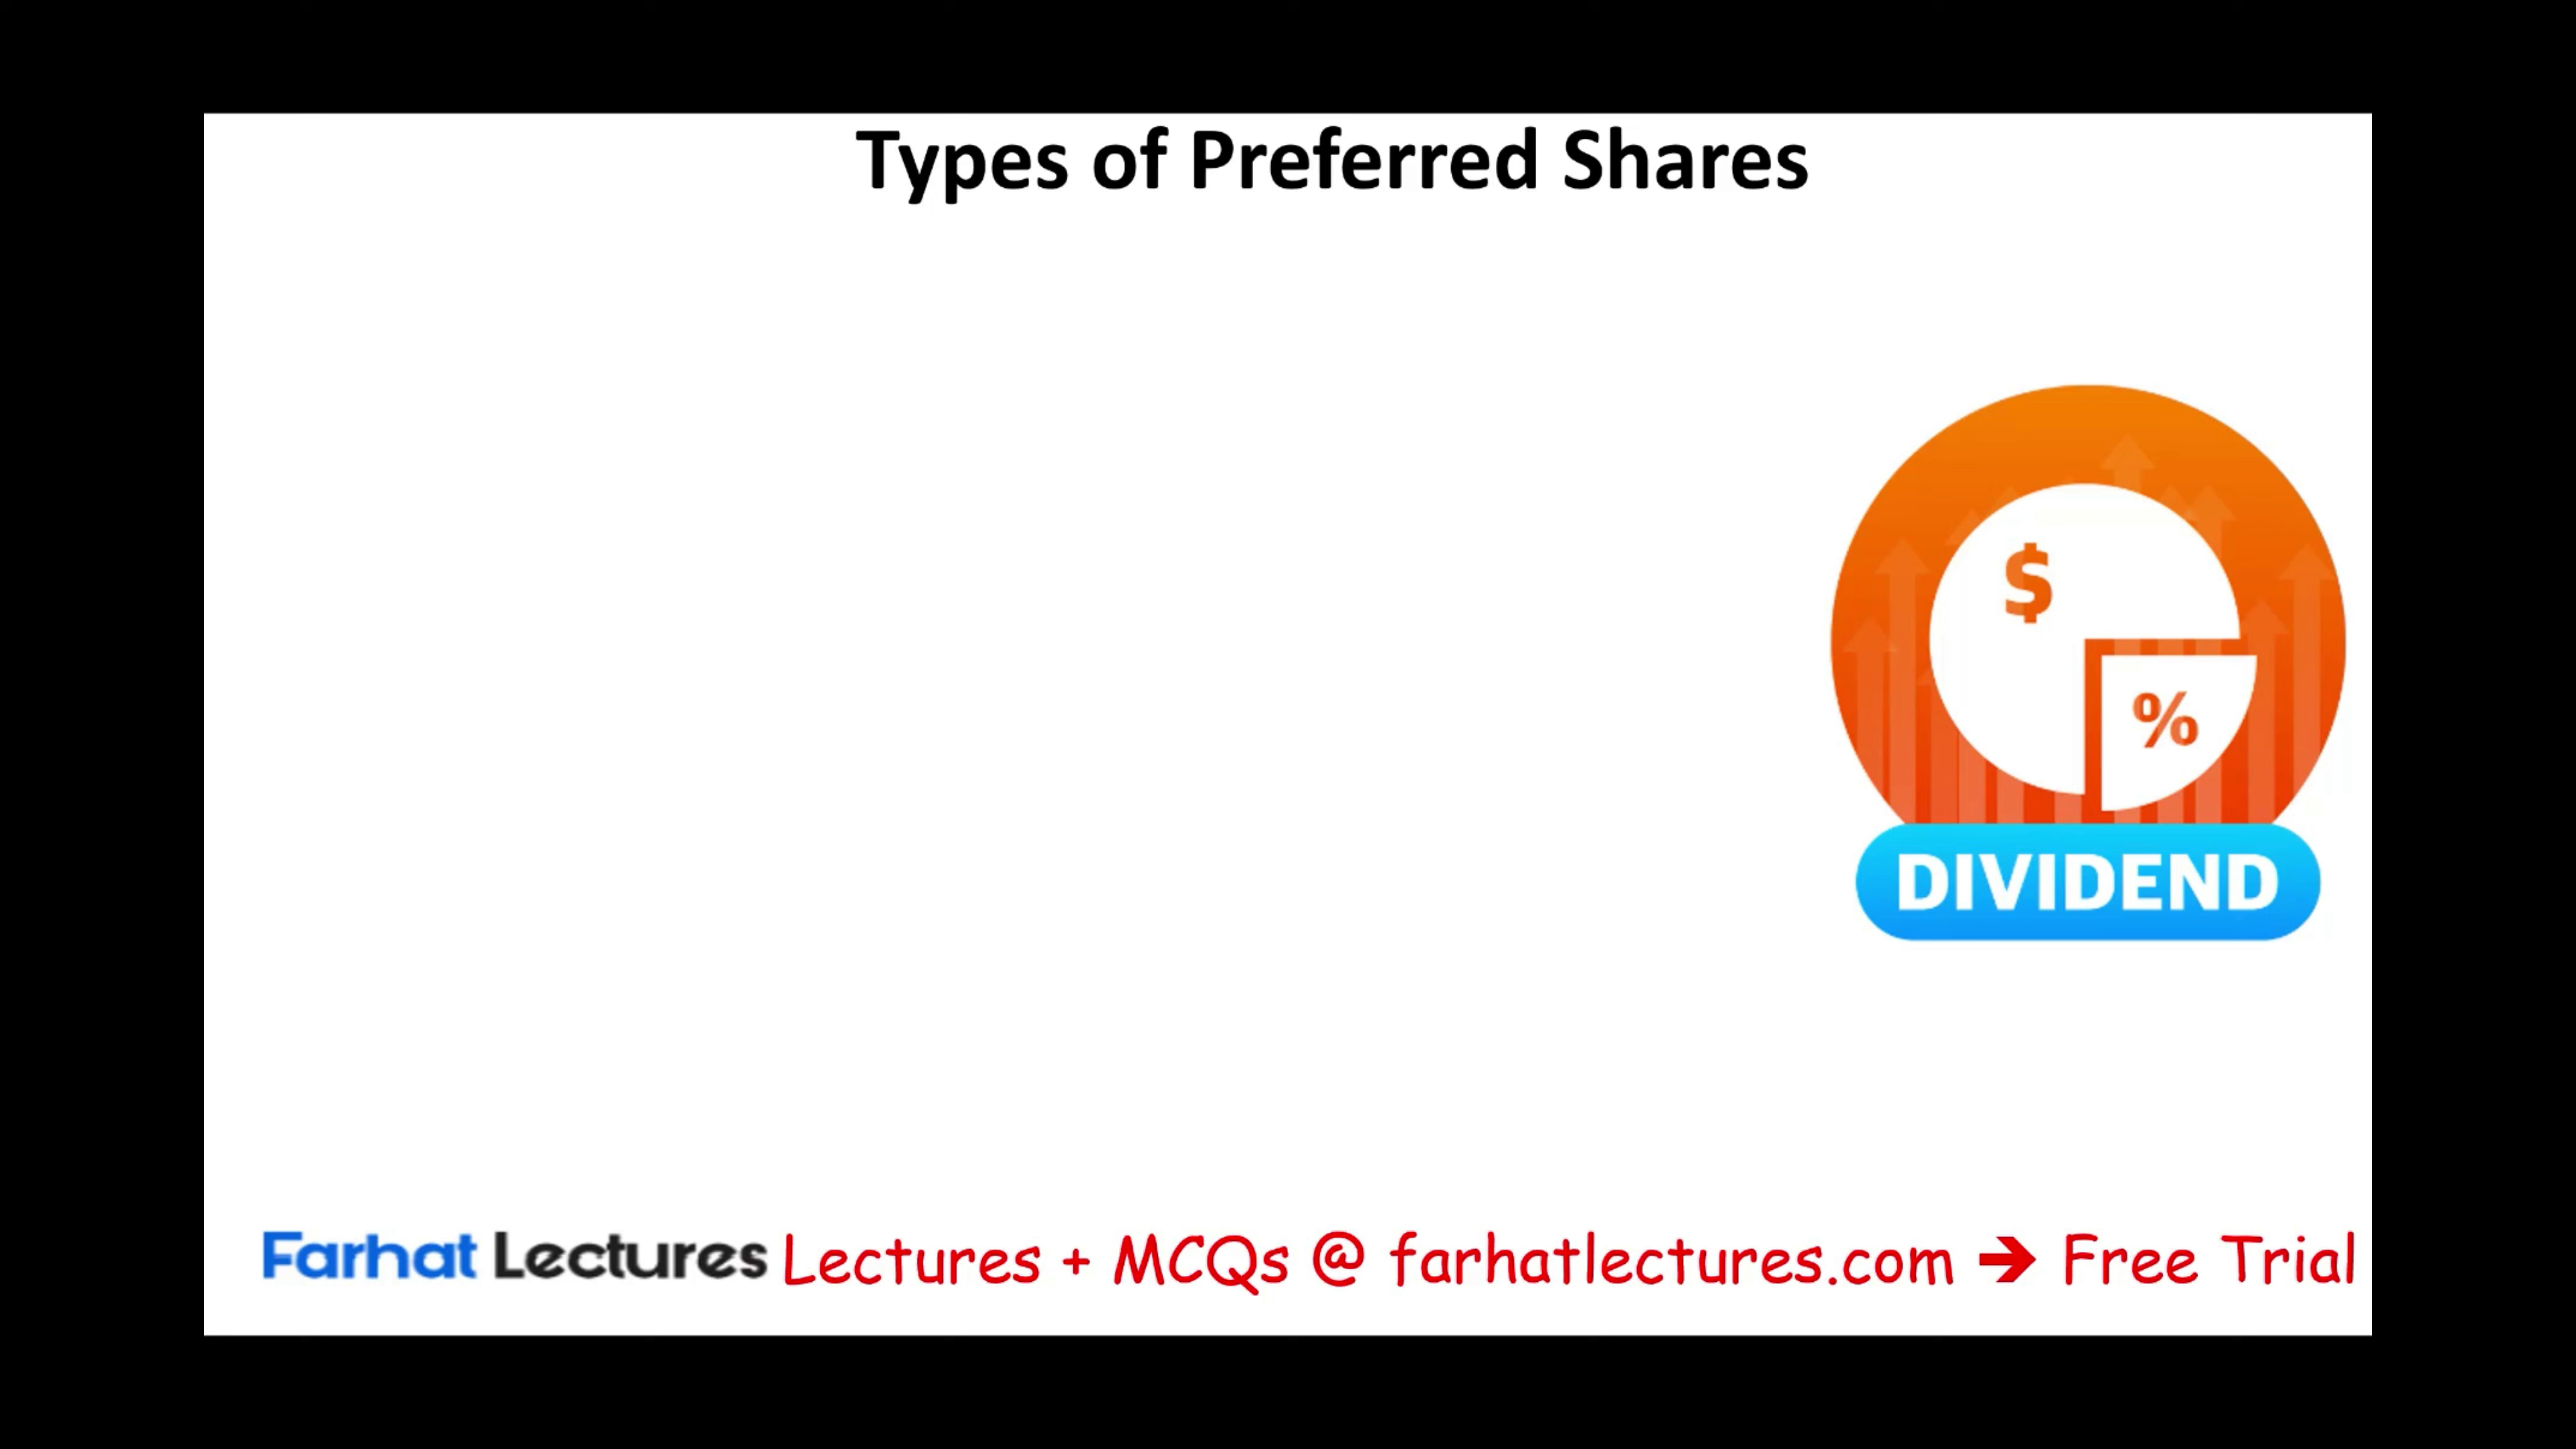 Types of Preferred Shares
$
%
DIVIDEND
Farhat Lectures Lectures + MCQs @ farhatlectures.com ➔ Free Trial